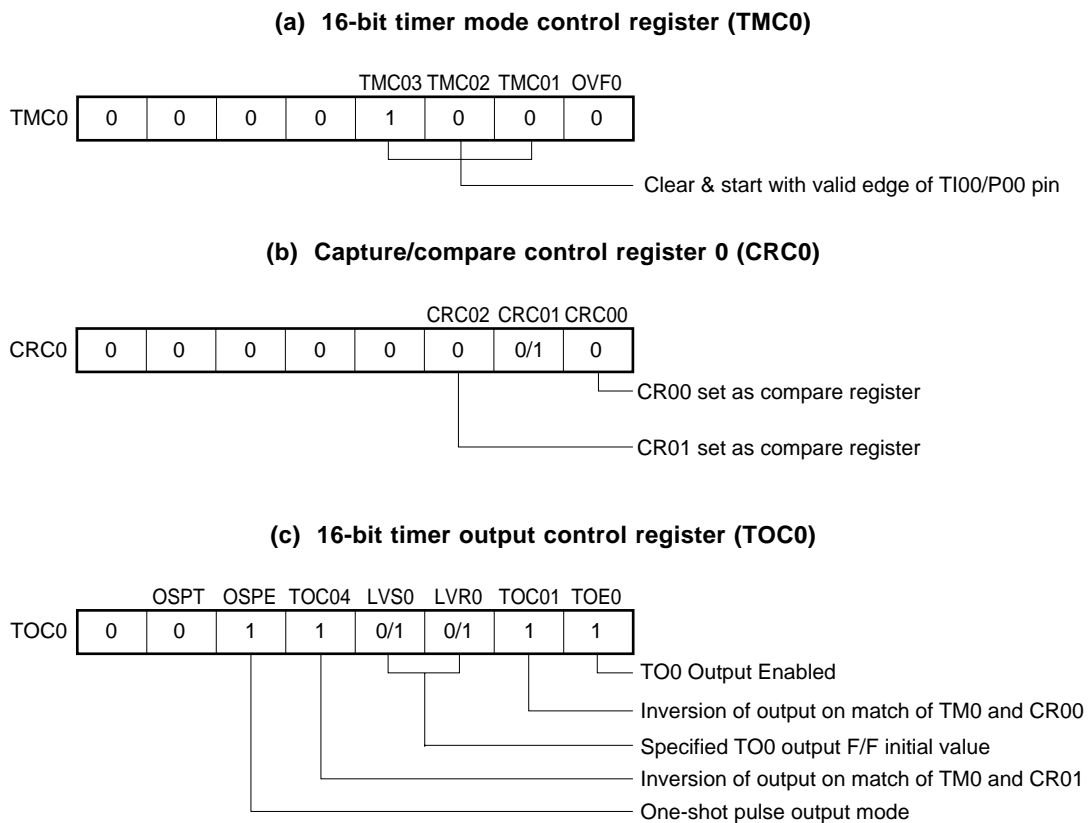 (a) 16-bit timer mode control register (TMC0)
TMC03 TMC02 TMC01 OVF0
TMC0 0 0 0 0 1 0 0 0
Clear & start with valid edge of TI00/P00 pin
(b) Capture/compare control register 0 (CRC0)
CRC02 CRC01 CRC00
CRC0 0 0 0 0 0 0 0/1 0
CR00 set as compare register
CR01 set as compare register
(c) 16-bit timer output control register (TOC0)
OSPT OSPE TOC04 LVS0 LVR0 TOC01 TOE0
TOC0 0 0 1 1 0/1 0/1 1 1
TO0 Output Enabled
Inversion of output on match of TM0 and CR00
Specified TO0 output F/F initial value
Inversion of output on match of TM0 and CR01
One-shot pulse output mode